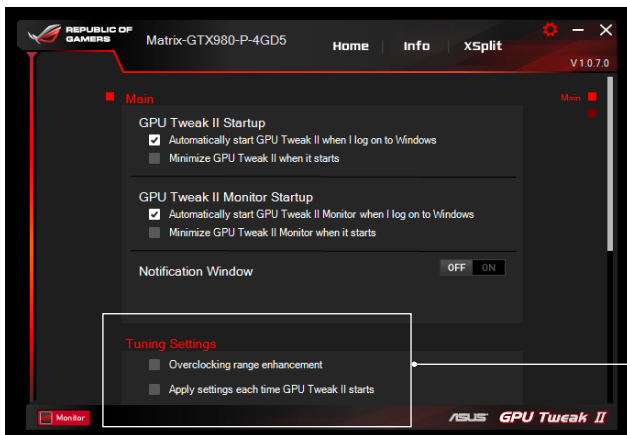 REPUBLIC OF
GAMERS
Matrix-GTX980-P-4GD5
Home
Info
XSplit
V 1.0.7.0
Main
Main
GPU Tweak II Startup
Automatically start GPU Tweak II when I log on to Windows
Minimize GPU Tweak II when it starts
GPU Tweak II Monitor Startup
Automatically start GPU Tweak II Monitor when I log on to Windows
Minimize GPU Tweak II Monitor when it starts
Notification Window
OFF ON
Tuning Settings
Overclocking range enhancement
Apply settings each time GPU Tweak II starts
Monitor
ASUS GPU Tweak II